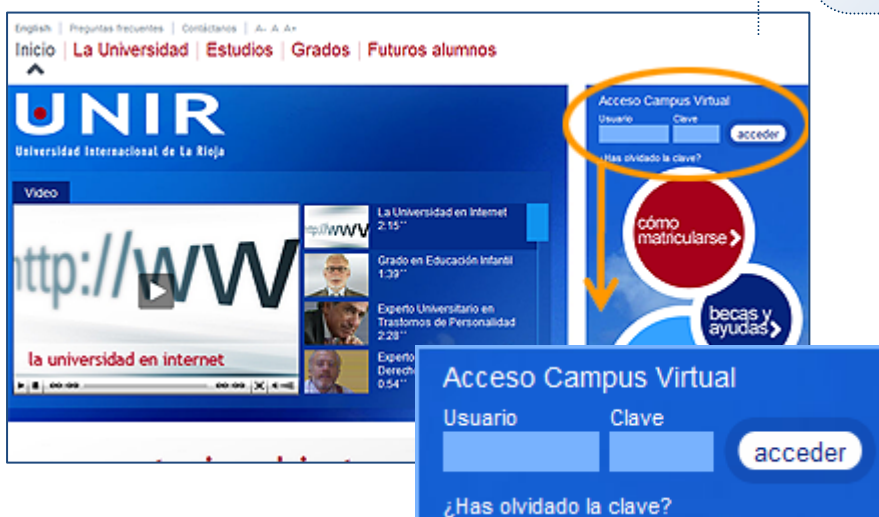 English | Preguntas frecuentes | Contáctanos | A- A A+
Inicio | La Universidad | Estudios | Grados | Futuros alumnos
UNIR
Universidad Internacional de La Rioja
Acceso Campus Virtual
Usuario Clave
acceder
¿Has olvidado la clave?
Video
http://WW
la universidad en internet
La Universidad en Internet
2:15''
Grado en Educación Infantil
1:39''
Experto Universitario en
Trastornos de Personalidad
2:28''
Experto
Derech
0:54''
cómo
matricularse >
becas y
ayudas >
Acceso Campus Virtual
Usuario Clave
acceder
¿Has olvidado la clave?